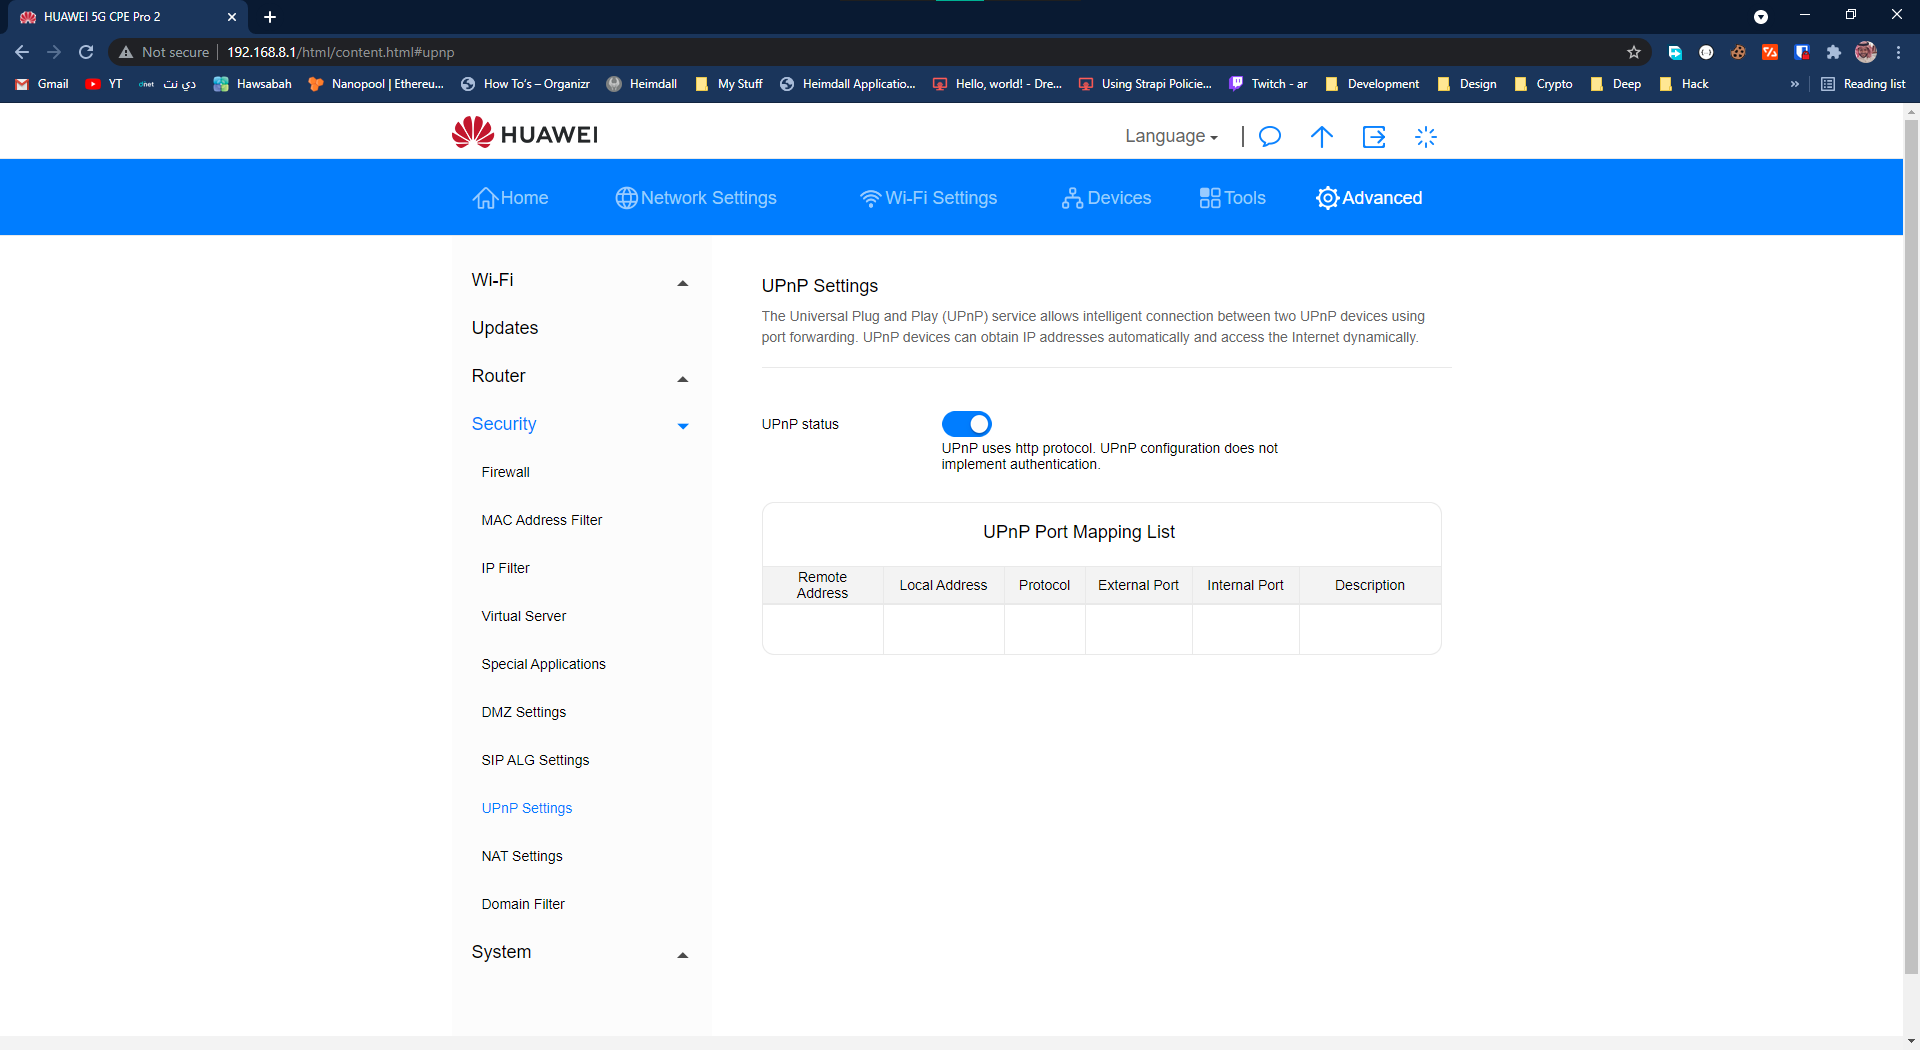 HUAWEI 5G CPE Pro 2
Not secure
192.168.8.1/html/content.html#upnp
Gmail
YT
dnet دي نت
Hawsabah
Nanopool | Ethereu...
How To's – Organizr
Heimdall
My Stuff
Heimdall Applicatio...
Hello, world! - Dre...
Using Strapi Policie...
Twitch - ar
Development
Design
Crypto
Deep
Hack
»
Reading list
HUAWEI
Language
Home
Network Settings
Wi-Fi Settings
Devices
Tools
Advanced
Wi-Fi
Updates
Router
Security
Firewall
MAC Address Filter
IP Filter
Virtual Server
Special Applications
DMZ Settings
SIP ALG Settings
UPnP Settings
NAT Settings
Domain Filter
System
UPnP Settings
The Universal Plug and Play (UPnP) service allows intelligent connection between two UPnP devices using
port forwarding. UPnP devices can obtain IP addresses automatically and access the Internet dynamically.
UPnP status
UPnP uses http protocol. UPnP configuration does not
implement authentication.
UPnP Port Mapping List
Remote
Address
Local Address
Protocol
External Port
Internal Port
Description